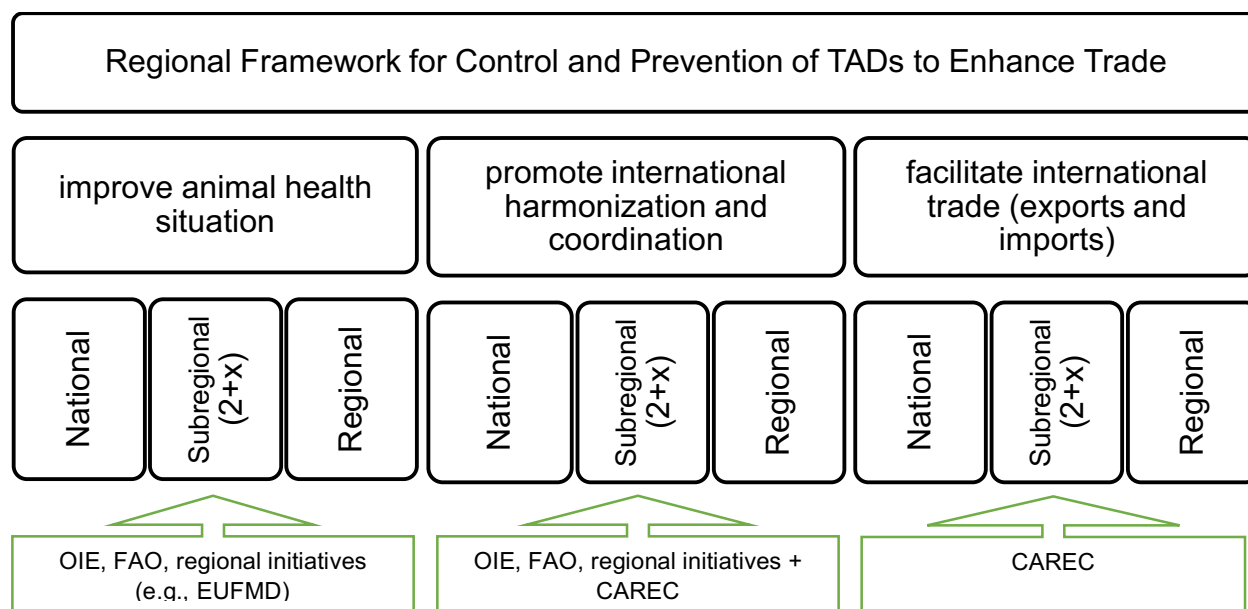 Regional Framework for Control and Prevention of TADs to Enhance Trade
improve animal health
situation
promote international
harmonization and
coordination
facilitate international
trade (exports and
imports)
National
Subregional
(2+x)
Regional
National
Subregional
(2+x)
Regional
National
Subregional
(2+x)
Regional
OIE, FAO, regional initiatives
(e.g., EUFMD)
OIE, FAO, regional initiatives +
CAREC
CAREC